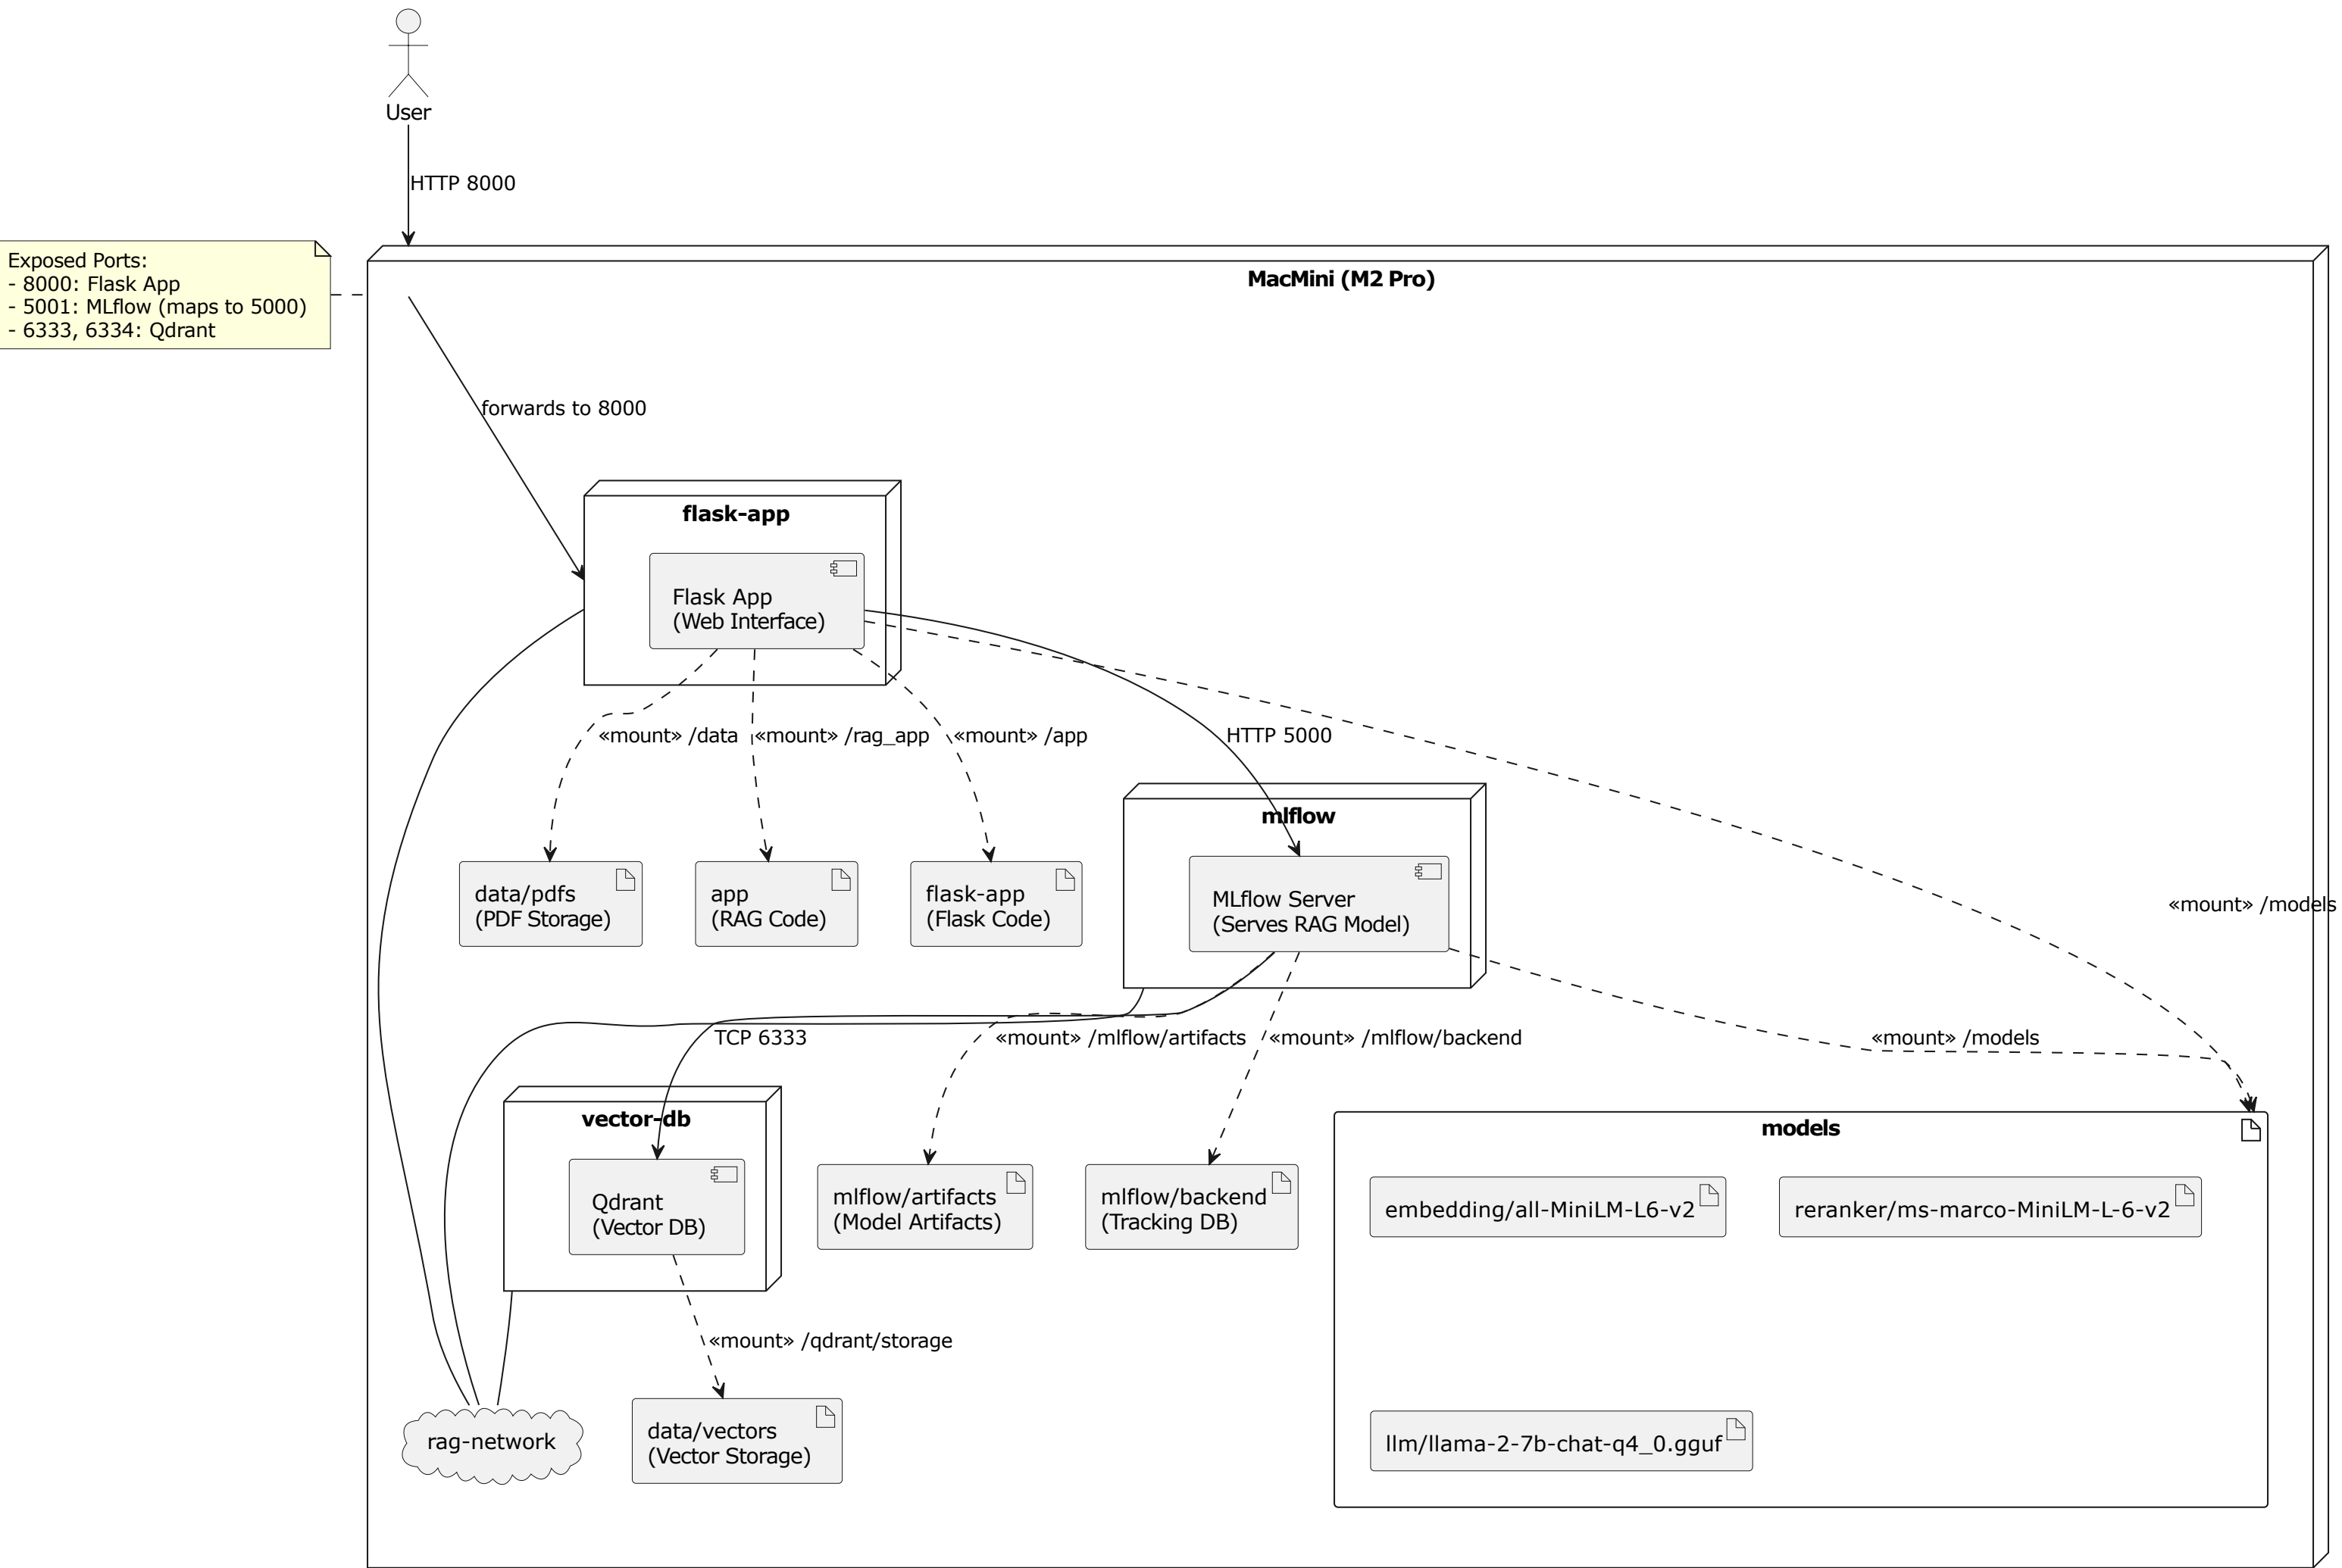 User
HTTP 8000
Exposed Ports:
- 8000: Flask App
- 5001: MLflow (maps to 5000)
- 6333, 6334: Qdrant
MacMini (M2 Pro)
forwards to 8000
flask-app
Flask App
(Web Interface)
«mount» /data
«mount» /rag_app
«mount» /app
HTTP 5000
mlflow
MLflow Server
(Serves RAG Model)
data/pdfs
(PDF Storage)
app
(RAG Code)
flask-app
(Flask Code)
«mount» /models
TCP 6333
«mount» /mlflow/artifacts
«mount» /mlflow/backend
«mount» /models
vector-db
Qdrant
(Vector DB)
mlflow/artifacts
(Model Artifacts)
mlflow/backend
(Tracking DB)
models
embedding/all-MiniLM-L6-v2
reranker/ms-marco-MiniLM-L-6-v2
«mount» /qdrant/storage
rag-network
data/vectors
(Vector Storage)
llm/llama-2-7b-chat-q4_0.gguf